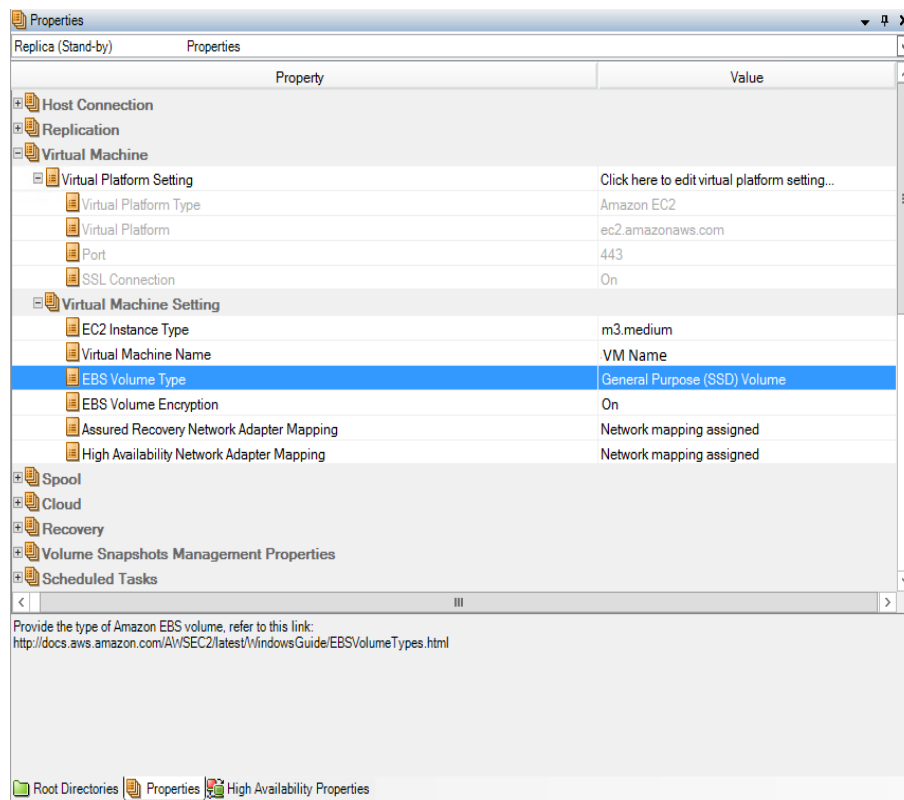 Properties
Replica (Stand-by) Properties
Property Value
Host Connection
Replication
Virtual Machine
Virtual Platform Setting Click here to edit virtual platform setting...
Virtual Platform Type Amazon EC2
Virtual Platform ec2.amazonaws.com
Port 443
SSL Connection On
Virtual Machine Setting
EC2 Instance Type m3.medium
Virtual Machine Name VM Name
EBS Volume Type General Purpose (SSD) Volume
EBS Volume Encryption On
Assured Recovery Network Adapter Mapping Network mapping assigned
High Availability Network Adapter Mapping Network mapping assigned
Spool
Cloud
Recovery
Volume Snapshots Management Properties
Scheduled Tasks
Provide the type of Amazon EBS volume, refer to this link:
http://docs.aws.amazon.com/AWSEC2/latest/WindowsGuide/EBSVolumeTypes.html
Root Directories Properties High Availability Properties